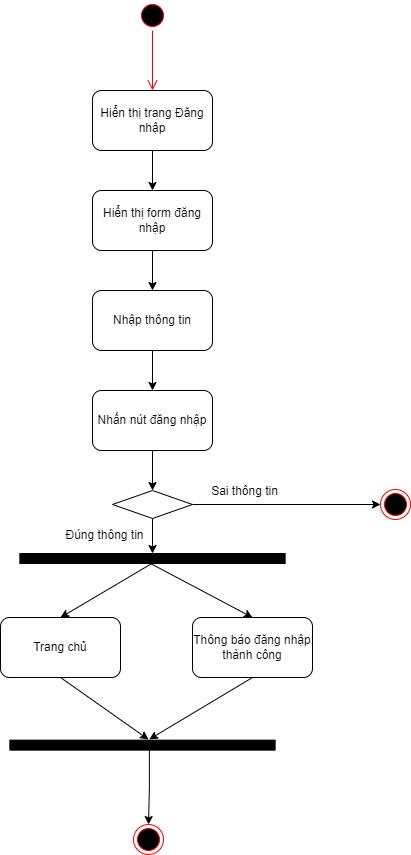 Hiển thị trang Đăng
nhập
Hiển thị form đăng
nhập
Nhập thông tin
Nhấn nút đăng nhập
Sai thông tin
Đúng thông tin
Trang chủ
Thông báo đăng nhập
thành công